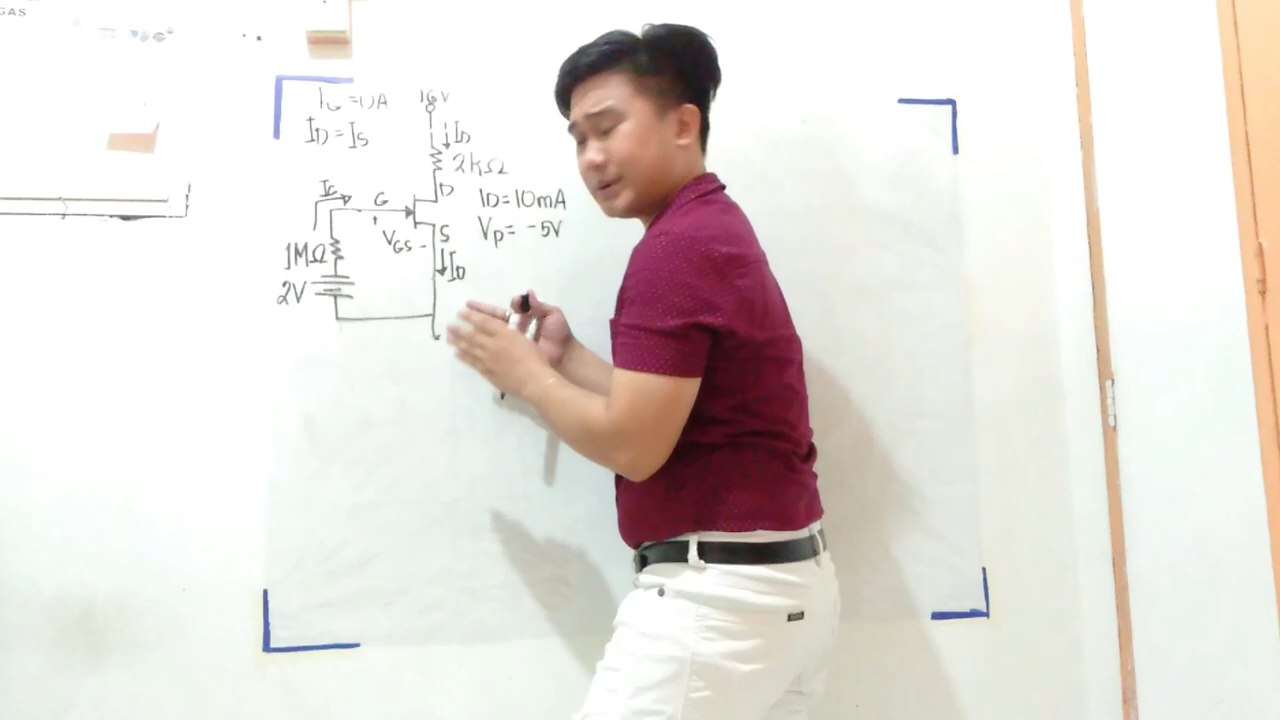 GAS
IG = 0A
ID = IS
16V
ID
2kΩ
D
IG
G
ID = 10mA
+
VGS -
S
VP = -5V
1MΩ
ID
2V